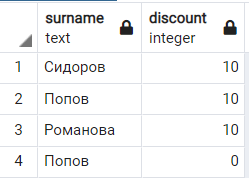 surname discount
text integer
1 Сидоров 10
2 Попов 10
3 Романова 10
4 Попов 0